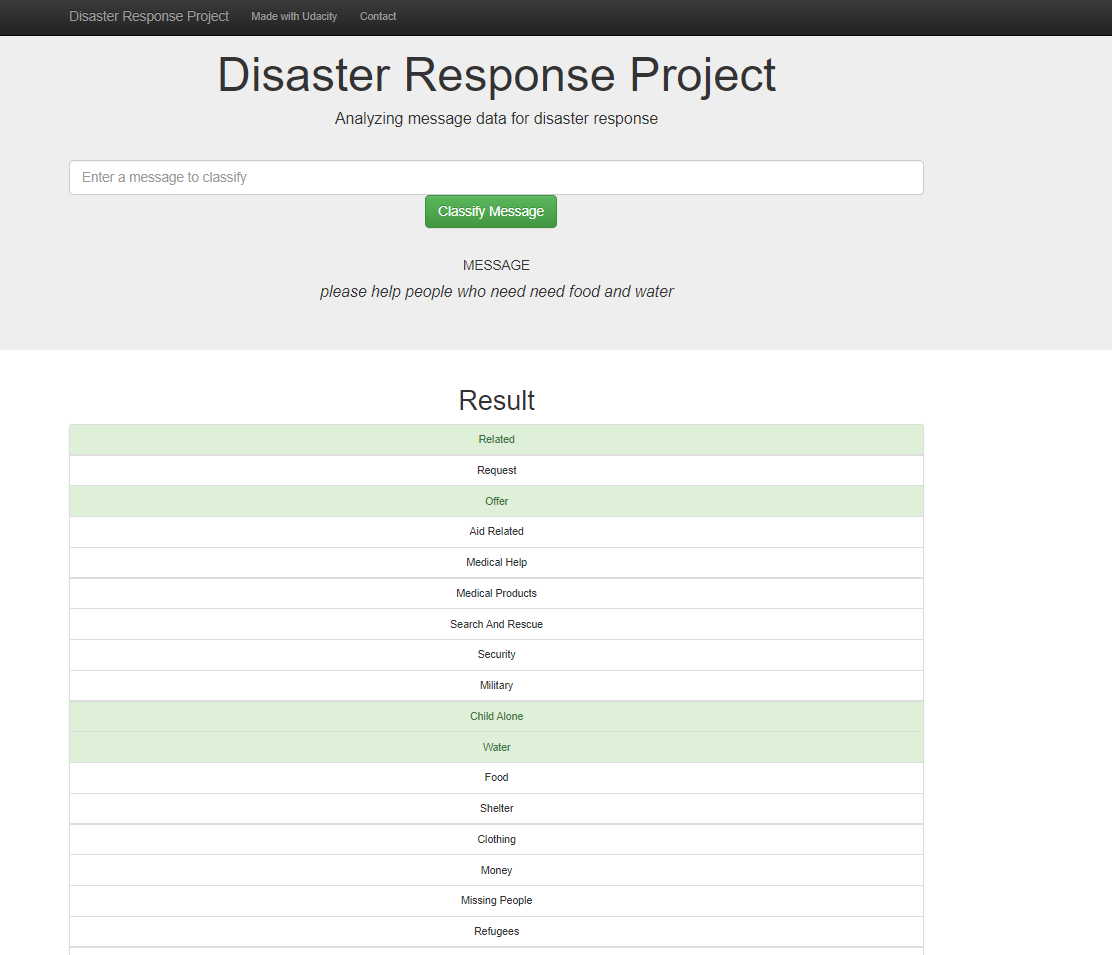 Disaster Response Project Made with Udacity Contact
Disaster Response Project
Analyzing message data for disaster response
Enter a message to classify
Classify Message
MESSAGE
please help people who need need food and water
Result
Related
Request
Offer
Aid Related
Medical Help
Medical Products
Search And Rescue
Security
Military
Child Alone
Water
Food
Shelter
Clothing
Money
Missing People
Refugees